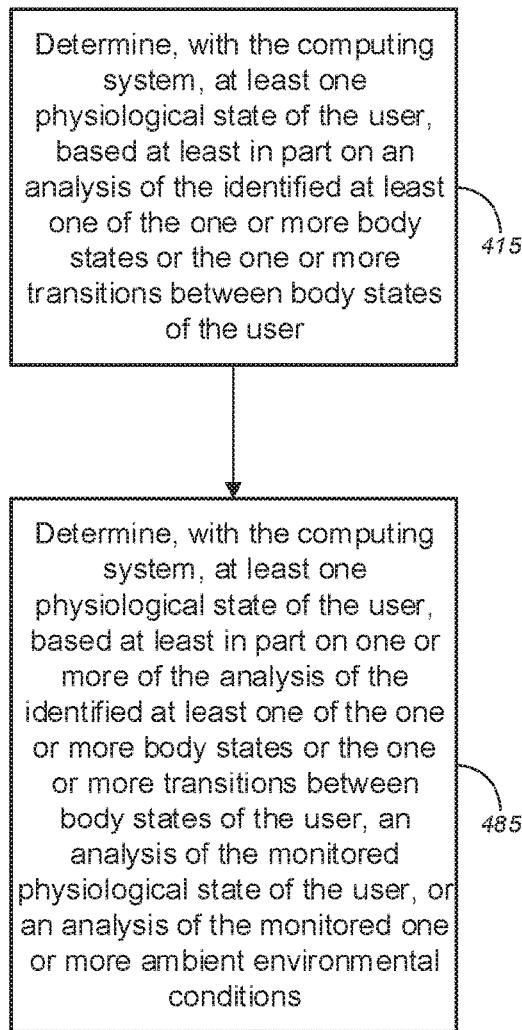 Determine, with the computing
system, at least one
physiological state of the user,
based at least in part on an
analysis of the identified at least
one of the one or more body
states or the one or more
transitions between body states
of the user
415
Determine, with the computing
system, at least one
physiological state of the user,
based at least in part on one or
more of the analysis of the
identified at least one of the one
or more body states or the one
or more transitions between
body states of the user, an
analysis of the monitored
physiological state of the user, or
an analysis of the monitored one
or more ambient environmental
conditions
485